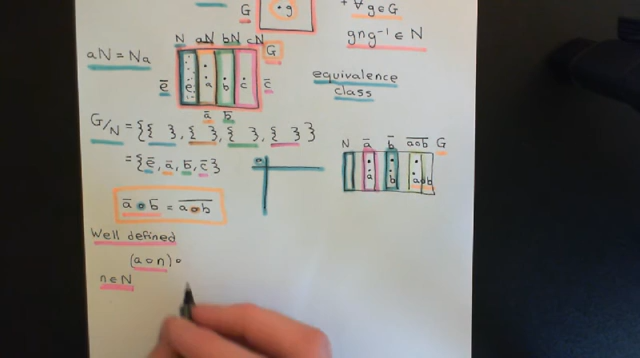 G
g
+ ∀ g∈G
gng⁻¹ ∈ N
N aN bN cN
G
aN = Na
e̅ e a b c c̅
a̅ b̅
equivalence
class
G/N = {{ }, { }, { }, { }}
= {e̅, a̅, b̅, c̅}
N a̅ b̅ a∘b̅ G
a b a∘b
a̅ ∘ b̅ = a∘b̅
Well defined
(a∘n)∘
n∈N